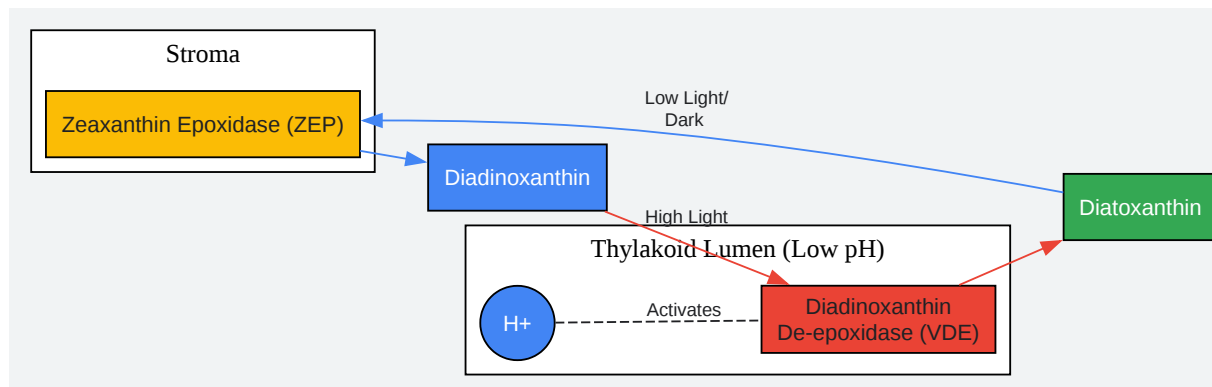 Stroma
Zeaxanthin Epoxidase (ZEP)
Low Light/
Dark
Diadinoxanthin
Diatoxanthin
High Light
Thylakoid Lumen (Low pH)
H+
Activates
Diadinoxanthin
De-epoxidase (VDE)